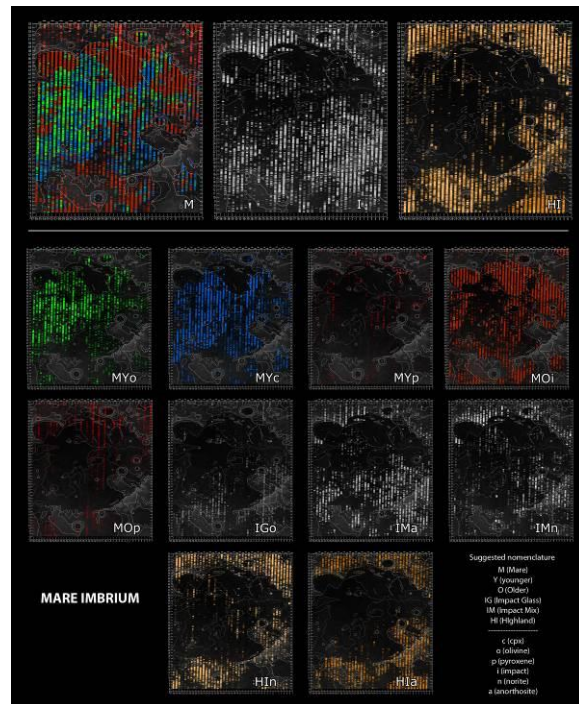 M
I
HI
MYo
MYc
MYp
MOi
MOp
IGo
IMa
IMn
HIn
HIa
MARE IMBRIUM
Suggested nomenclature
M (Mare)
Y (younger)
O (Older)
IG (Impact Glass)
IM (Impact Mix)
HI (HIghland)
--------------------
c (cpx)
o (olivine)
p (pyroxene)
i (impact)
n (norite)
a (anorthosite)